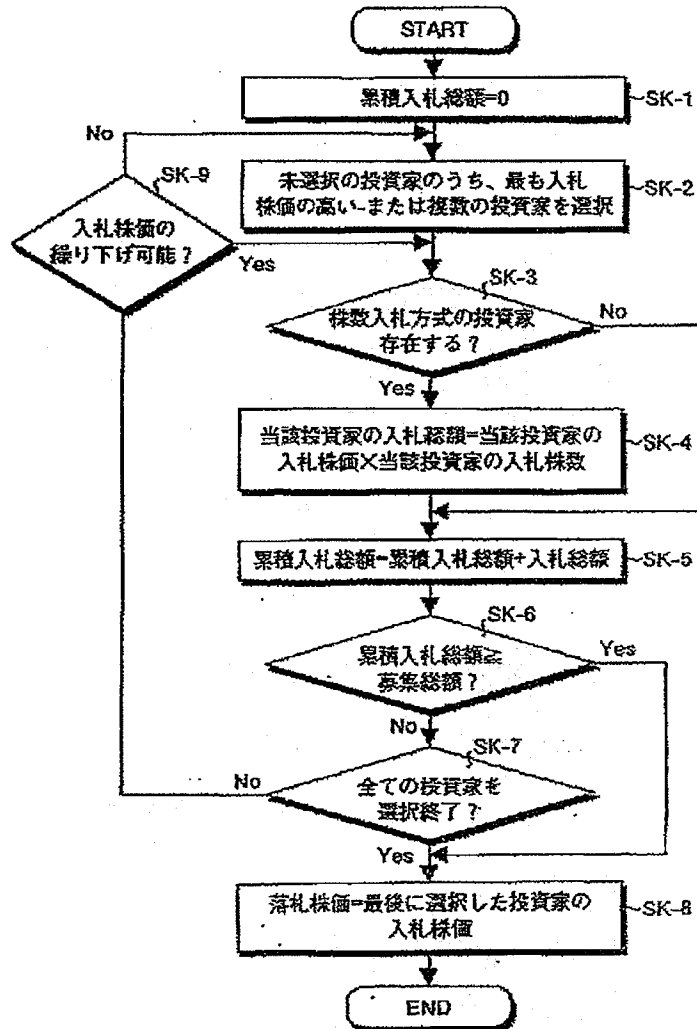 START
累積入札総額=0
SK-1
No
SK-9
未選択の投資家のうち、最も入札
株価の高い-または複数の投資家を選択
SK-2
入札株価の
繰り下げ可能？
Yes
SK-3
株数入札方式の投資家
存在する？
No
Yes
当該投資家の入札総額=当該投資家の
入札株価×当該投資家の入札株数
SK-4
累積入札総額=累積入札総額+入札総額
SK-5
SK-6
累積入札総額≧
募集総額？
Yes
No
SK-7
No
全ての投資家を
選択終了？
Yes
落札株価=最後に選択した投資家の
入札株価
SK-8
END